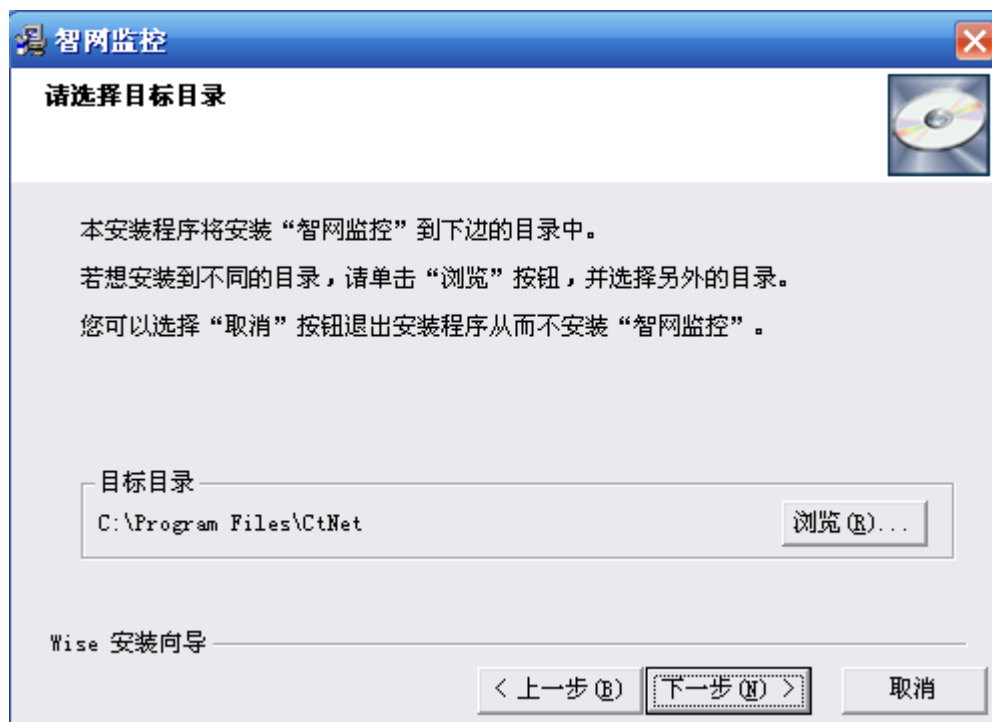 智网监控
请选择目标目录
本安装程序将安装“智网监控”到下边的目录中。
若想安装到不同的目录，请单击“浏览”按钮，并选择另外的目录。
您可以选择“取消”按钮退出安装程序从而不安装“智网监控”。
目标目录
C:\Program Files\CtNet
浏览(R)...
Wise 安装向导
< 上一步(B)
下一步(N) >
取消